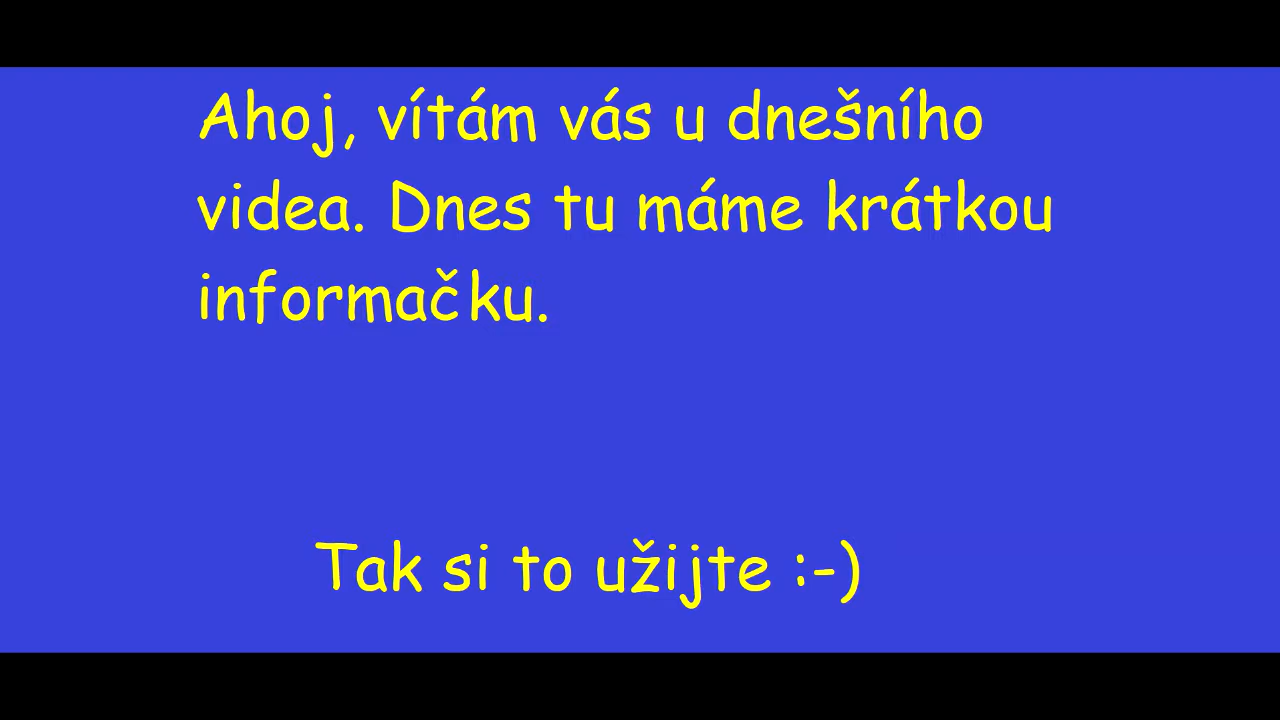 Ahoj, vítám vás u dnešního
videa. Dnes tu máme krátkou
informačku.
Tak si to užijte :-)